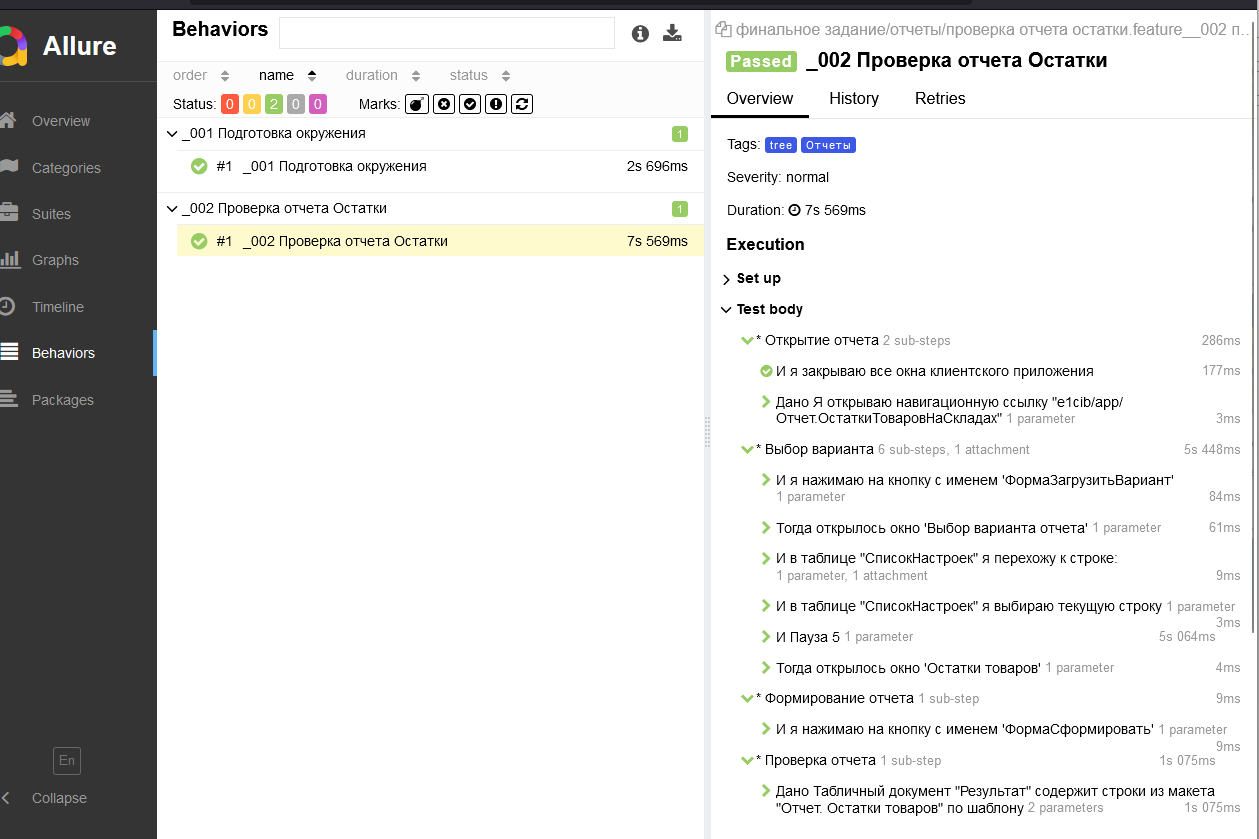 Allure
Overview
Categories
Suites
Graphs
Timeline
Behaviors
Packages
En
Collapse
Behaviors
order name duration status
Status: 0 0 2 0 0 Marks:
_001 Подготовка окружения 1
#1 _001 Подготовка окружения 2s 696ms
_002 Проверка отчета Остатки 1
#1 _002 Проверка отчета Остатки 7s 569ms
финальное задание/отчеты/проверка отчета остатки.feature__002 п...
Passed _002 Проверка отчета Остатки
Overview History Retries
Tags: tree Отчеты
Severity: normal
Duration: 7s 569ms
Execution
Set up
Test body
* Открытие отчета 2 sub-steps 286ms
И я закрываю все окна клиентского приложения 177ms
Дано Я открываю навигационную ссылку "e1cib/app/
Отчет.ОстаткиТоваровНаСкладах" 1 parameter 3ms
* Выбор варианта 6 sub-steps, 1 attachment 5s 448ms
И я нажимаю на кнопку с именем 'ФормаЗагрузитьВариант'
1 parameter 84ms
Тогда открылось окно 'Выбор варианта отчета' 1 parameter 61ms
И в таблице "СписокНастроек" я перехожу к строке:
1 parameter, 1 attachment 9ms
И в таблице "СписокНастроек" я выбираю текущую строку 1 parameter
3ms
И Пауза 5 1 parameter 5s 064ms
Тогда открылось окно 'Остатки товаров' 1 parameter 4ms
* Формирование отчета 1 sub-step 9ms
И я нажимаю на кнопку с именем 'ФормаСформировать' 1 parameter
9ms
* Проверка отчета 1 sub-step 1s 075ms
Дано Табличный документ "Результат" содержит строки из макета
"Отчет. Остатки товаров" по шаблону 2 parameters 1s 075ms